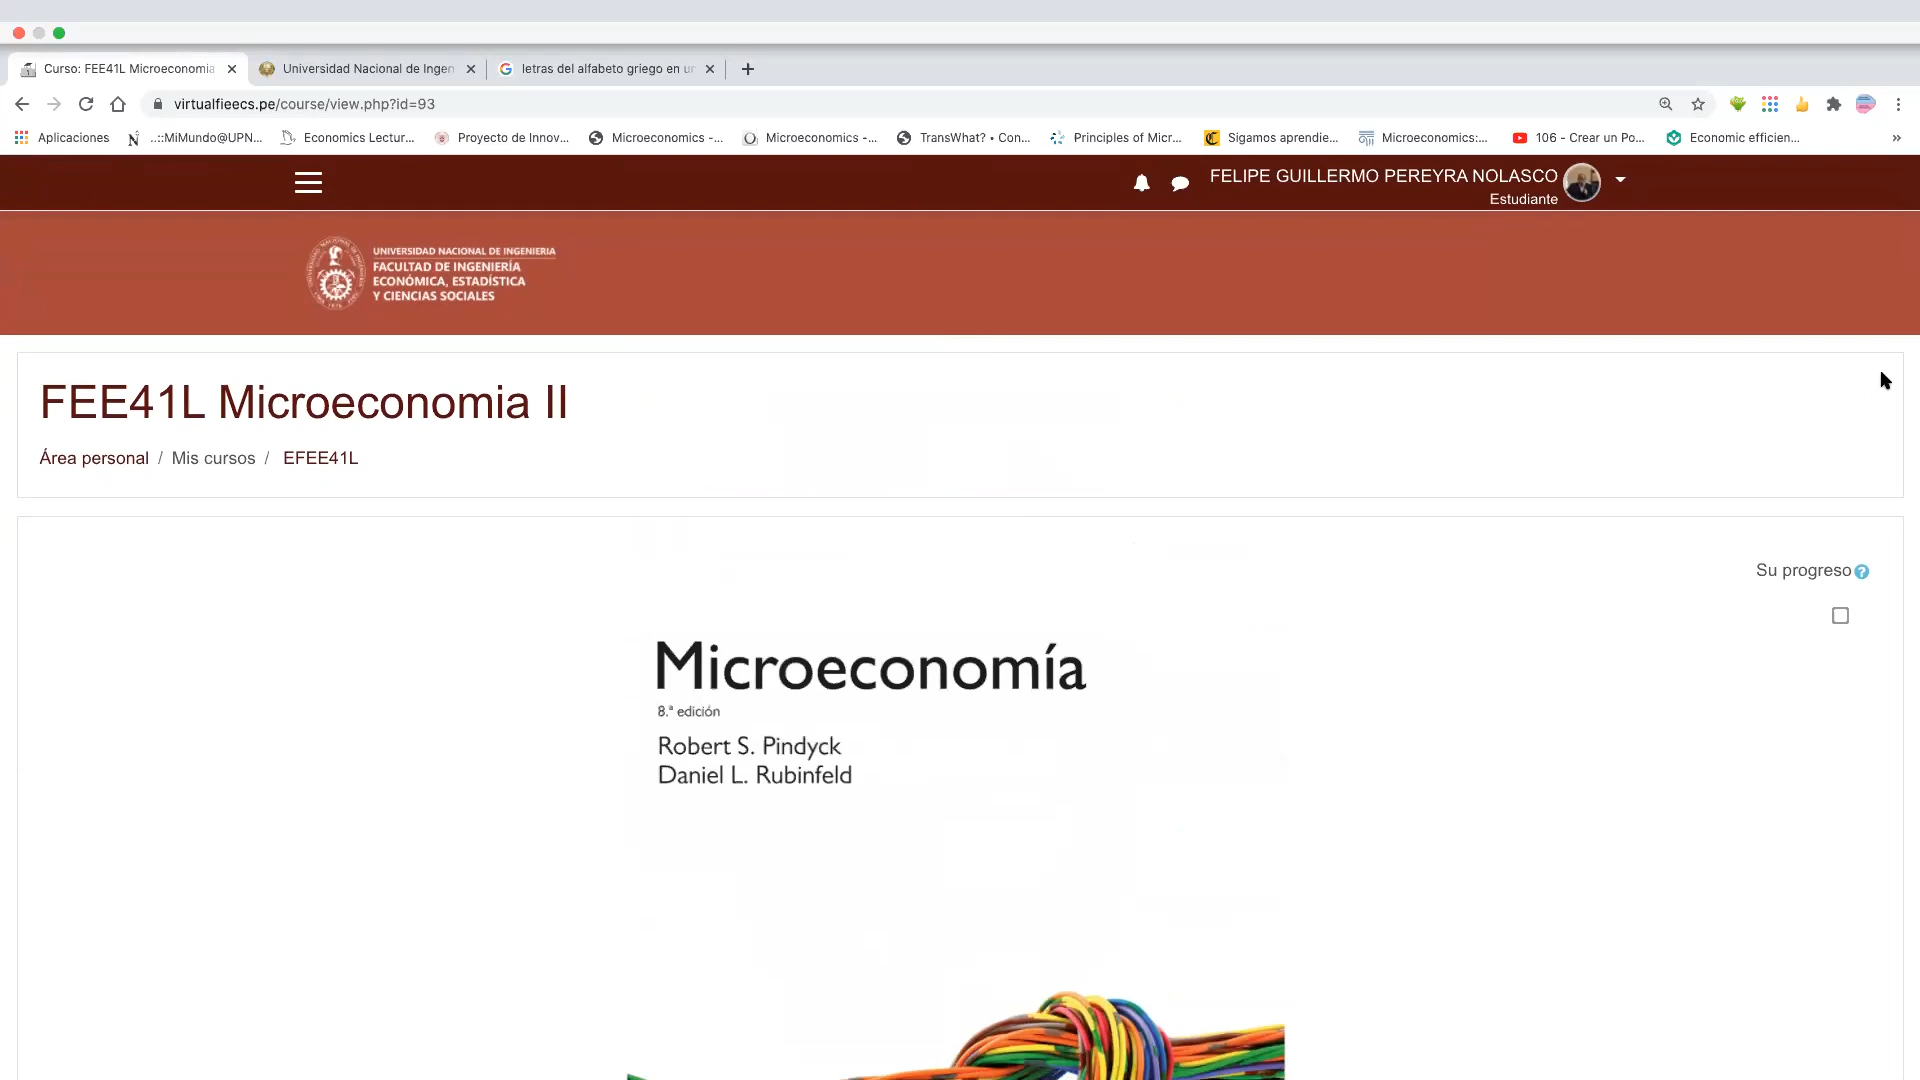 Curso: FEE41L Microeconomia
Universidad Nacional de Ingen
letras del alfabeto griego en un
virtualfieecs.pe/course/view.php?id=93
Aplicaciones
..::MiMundo@UPN...
Economics Lectur...
Proyecto de Innov...
Microeconomics -...
Microeconomics -...
TransWhat? • Con...
Principles of Micr...
Sigamos aprendie...
Microeconomics:...
106 - Crear un Po...
Economic efficien...
»
FELIPE GUILLERMO PEREYRA NOLASCO
Estudiante
UNIVERSIDAD NACIONAL DE INGENIERIA
FACULTAD DE INGENIERÍA
ECONÓMICA, ESTADÍSTICA
Y CIENCIAS SOCIALES
FEE41L Microeconomia II
Área personal / Mis cursos / EFEE41L
Su progreso
Microeconomía
8.ª edición
Robert S. Pindyck
Daniel L. Rubinfeld